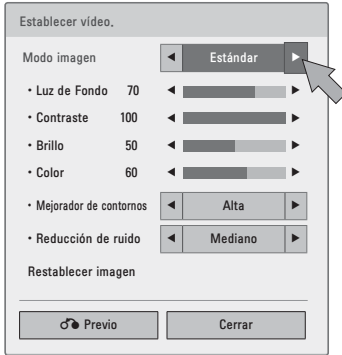 Establecer vídeo.
Modo imagen ◄ Estándar ►
• Luz de Fondo 70 ◄ ►
• Contraste 100 ◄ ►
• Brillo 50 ◄ ►
• Color 60 ◄ ►
• Mejorador de contornos ◄ Alta ►
• Reducción de ruido ◄ Mediano ►
Restablecer imagen
Previo Cerrar